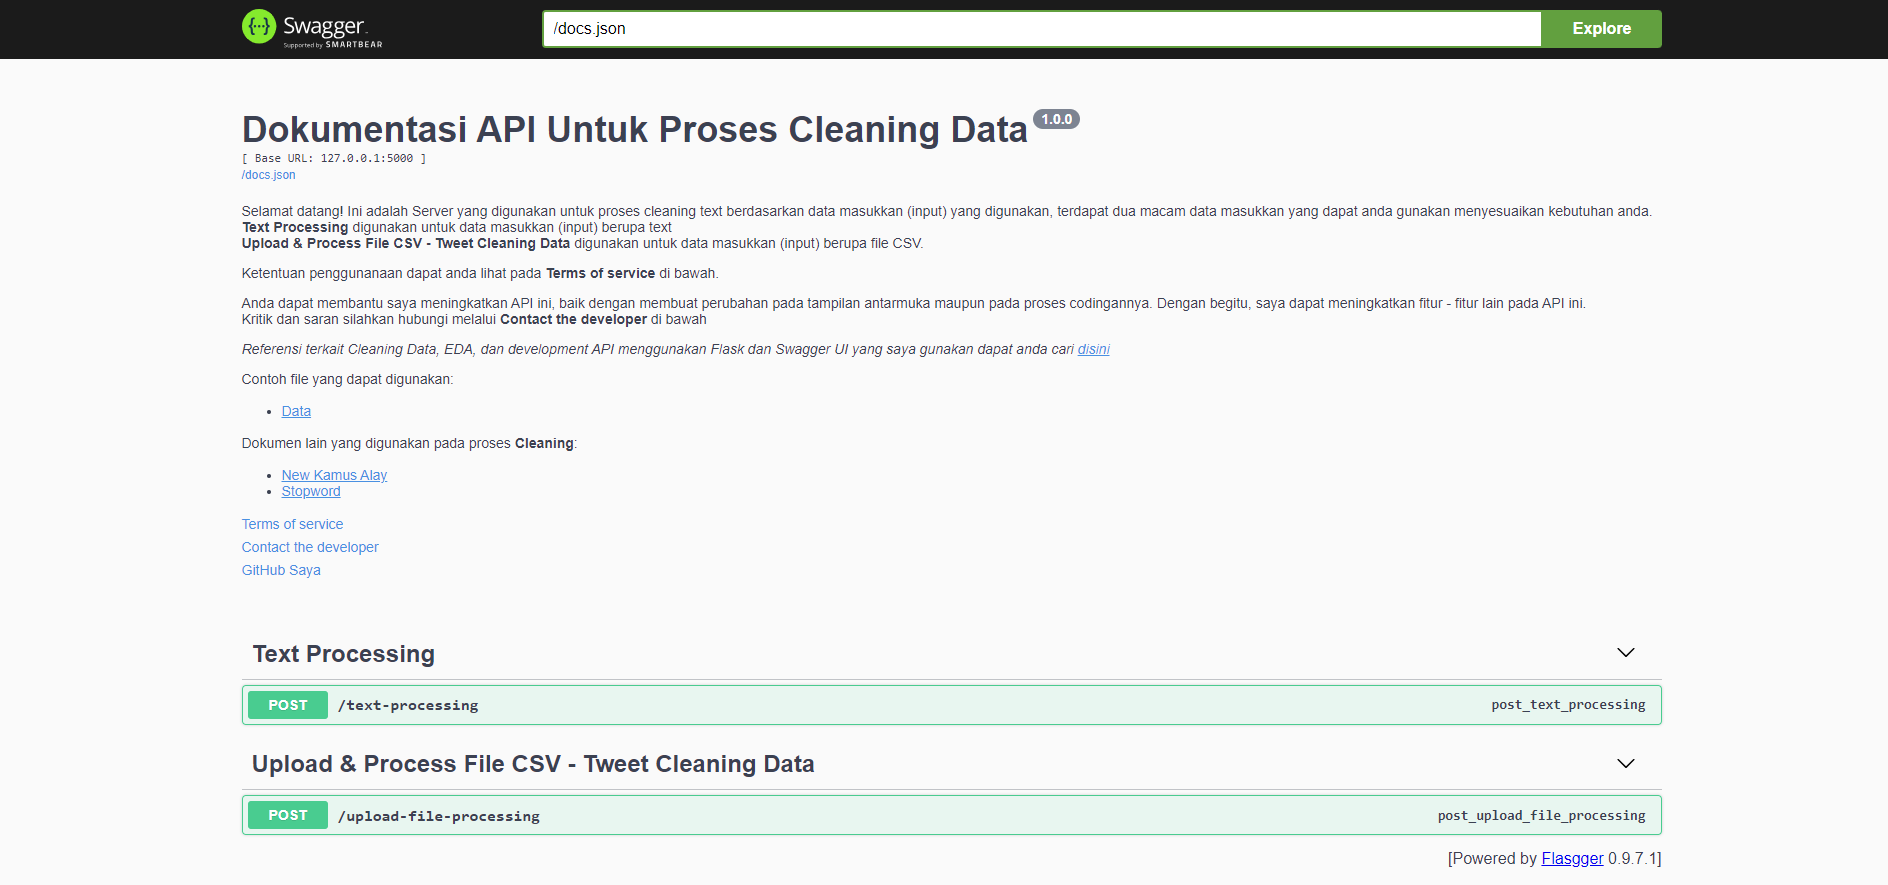 Swagger
Supported by SMARTBEAR
/docs.json
Explore
Dokumentasi API Untuk Proses Cleaning Data 1.0.0
[ Base URL: 127.0.0.1:5000 ]
/docs.json
Selamat datang! Ini adalah Server yang digunakan untuk proses cleaning text berdasarkan data masukkan (input) yang digunakan, terdapat dua macam data masukkan yang dapat anda gunakan menyesuaikan kebutuhan anda.
Text Processing digunakan untuk data masukkan (input) berupa text
Upload & Process File CSV - Tweet Cleaning Data digunakan untuk data masukkan (input) berupa file CSV.
Ketentuan penggunanaan dapat anda lihat pada Terms of service di bawah.
Anda dapat membantu saya meningkatkan API ini, baik dengan membuat perubahan pada tampilan antarmuka maupun pada proses codingannya. Dengan begitu, saya dapat meningkatkan fitur - fitur lain pada API ini.
Kritik dan saran silahkan hubungi melalui Contact the developer di bawah
Referensi terkait Cleaning Data, EDA, dan development API menggunakan Flask dan Swagger UI yang saya gunakan dapat anda cari disini
Contoh file yang dapat digunakan:
• Data
Dokumen lain yang digunakan pada proses Cleaning:
• New Kamus Alay
• Stopword
Terms of service
Contact the developer
GitHub Saya
Text Processing
POST /text-processing post_text_processing
Upload & Process File CSV - Tweet Cleaning Data
POST /upload-file-processing post_upload_file_processing
[Powered by Flasgger 0.9.7.1]